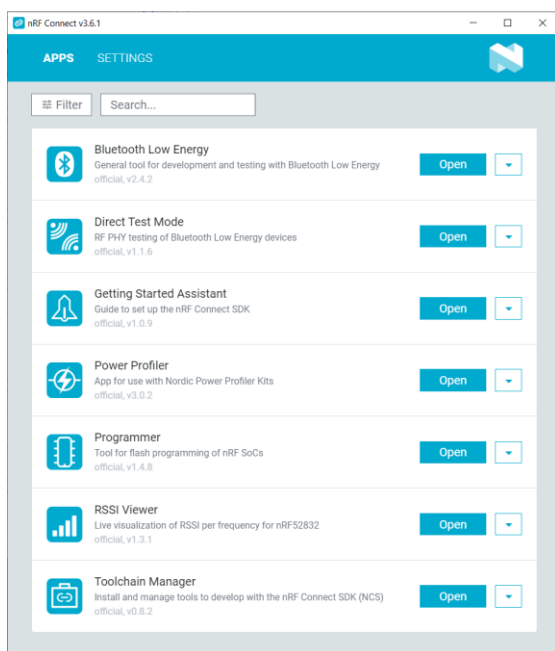 nRF Connect v3.6.1
APPS SETTINGS
Filter Search...
Bluetooth Low Energy
General tool for development and testing with Bluetooth Low Energy
official, v2.4.2
Open
Direct Test Mode
RF PHY testing of Bluetooth Low Energy devices
official, v1.1.6
Open
Getting Started Assistant
Guide to set up the nRF Connect SDK
official, v1.0.9
Open
Power Profiler
App for use with Nordic Power Profiler Kits
official, v3.0.2
Open
Programmer
Tool for flash programming of nRF SoCs
official, v1.4.8
Open
RSSI Viewer
Live visualization of RSSI per frequency for nRF52832
official, v1.3.1
Open
Toolchain Manager
Install and manage tools to develop with the nRF Connect SDK (NCS)
official, v0.8.2
Open